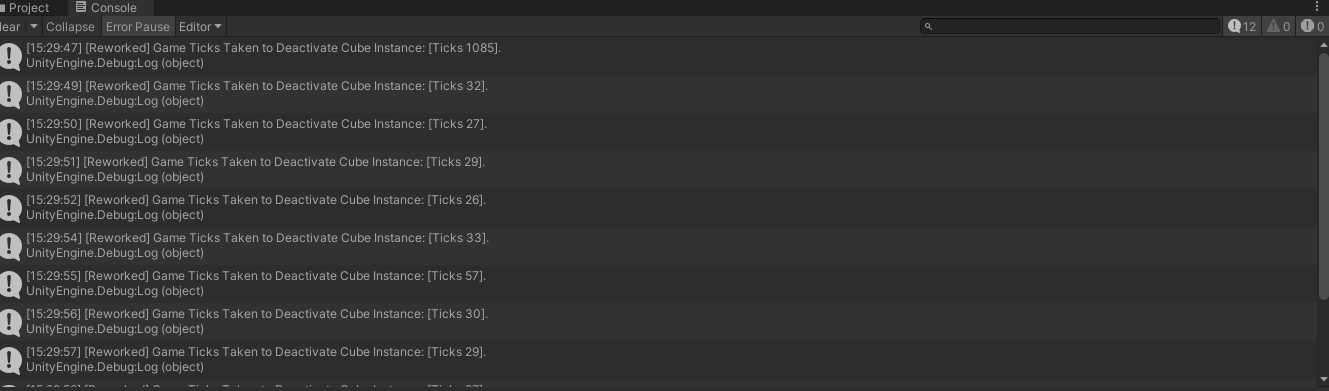 Project
Console
lear
Collapse
Error Pause
Editor
12
0
0
[15:29:47] [Reworked] Game Ticks Taken to Deactivate Cube Instance: [Ticks 1085].
UnityEngine.Debug:Log (object)
[15:29:49] [Reworked] Game Ticks Taken to Deactivate Cube Instance: [Ticks 32].
UnityEngine.Debug:Log (object)
[15:29:50] [Reworked] Game Ticks Taken to Deactivate Cube Instance: [Ticks 27].
UnityEngine.Debug:Log (object)
[15:29:51] [Reworked] Game Ticks Taken to Deactivate Cube Instance: [Ticks 29].
UnityEngine.Debug:Log (object)
[15:29:52] [Reworked] Game Ticks Taken to Deactivate Cube Instance: [Ticks 26].
UnityEngine.Debug:Log (object)
[15:29:54] [Reworked] Game Ticks Taken to Deactivate Cube Instance: [Ticks 33].
UnityEngine.Debug:Log (object)
[15:29:55] [Reworked] Game Ticks Taken to Deactivate Cube Instance: [Ticks 57].
UnityEngine.Debug:Log (object)
[15:29:56] [Reworked] Game Ticks Taken to Deactivate Cube Instance: [Ticks 30].
UnityEngine.Debug:Log (object)
[15:29:57] [Reworked] Game Ticks Taken to Deactivate Cube Instance: [Ticks 29].
UnityEngine.Debug:Log (object)